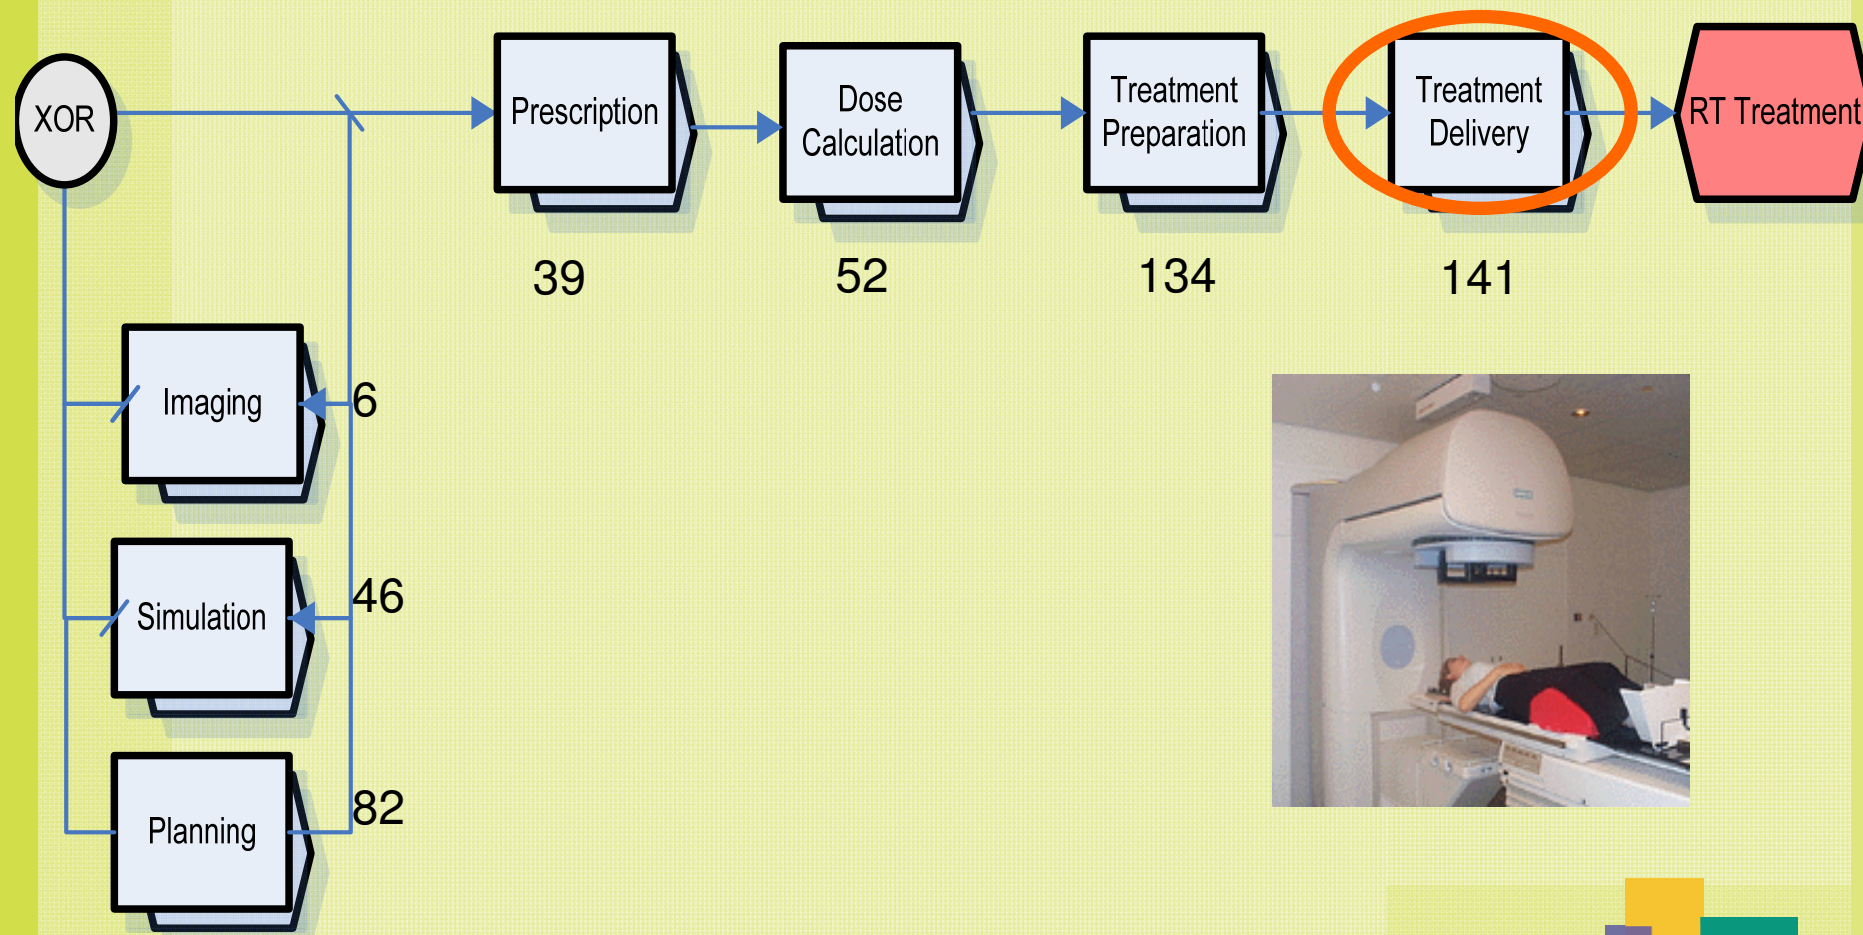 XOR
Prescription
Dose
Calculation
Treatment
Preparation
Treatment
Delivery
RT Treatment
39
52
134
141
Imaging
6
Simulation
46
Planning
82